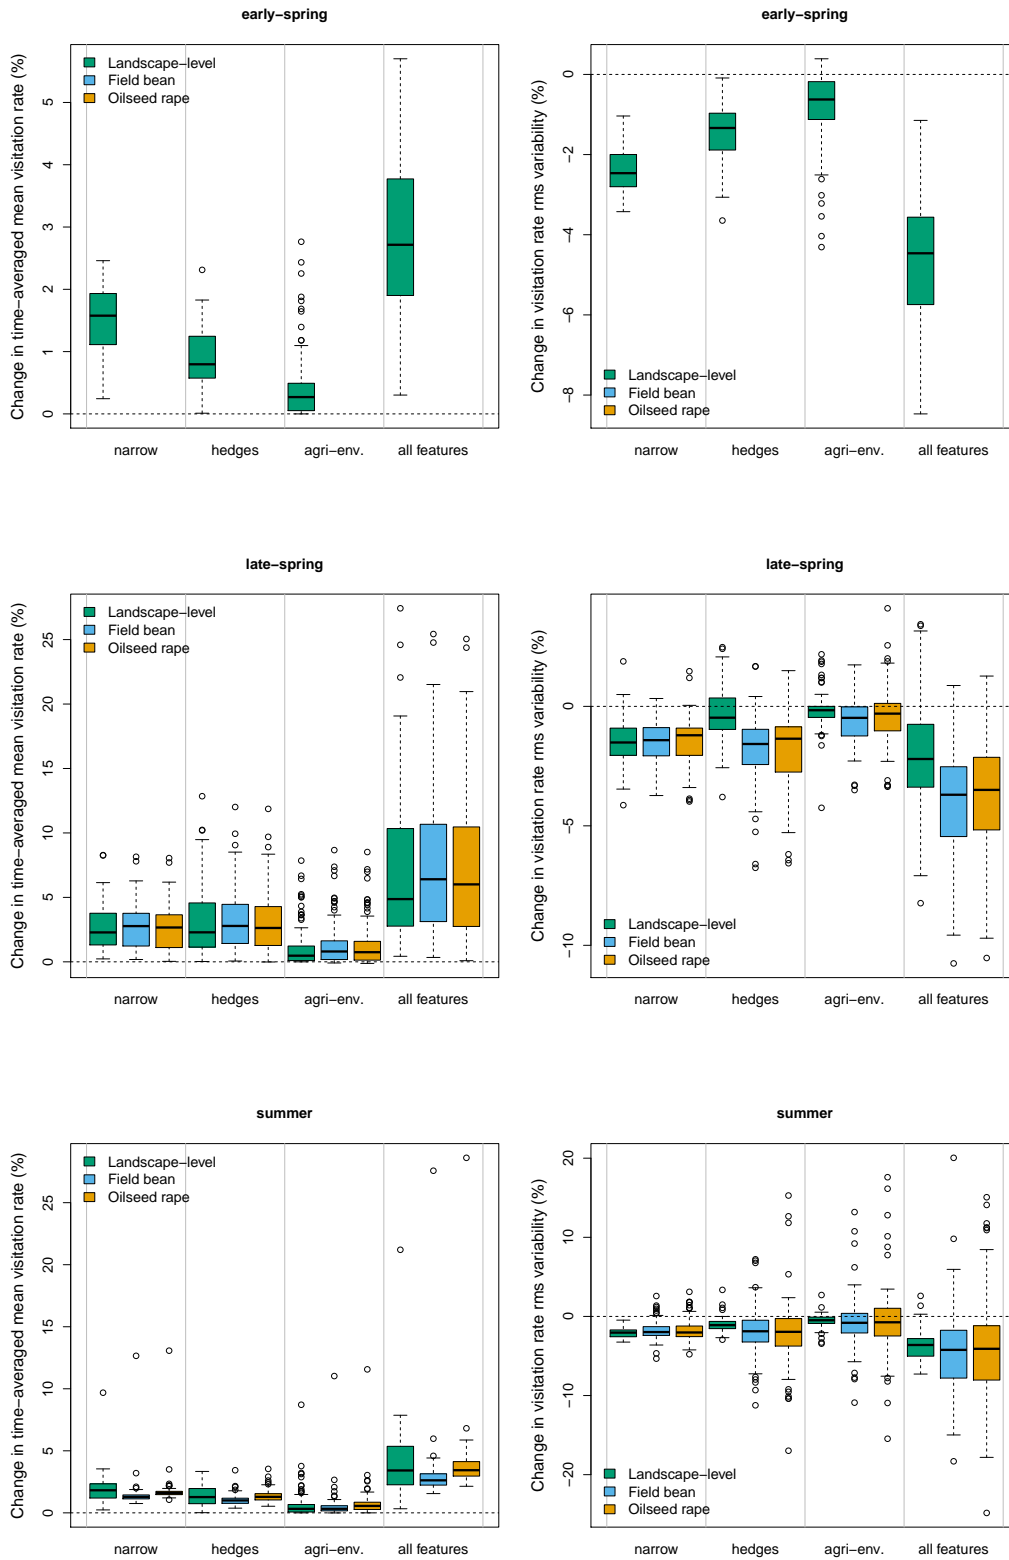 early−spring
Change in time−averaged mean visitation rate (%)
0 1 2 3 4 5
Landscape−level
Field bean
Oilseed rape
narrow hedges agri−env. all features
early−spring
Change in visitation rate rms variability (%)
−8 −6 −4 −2 0
Landscape−level
Field bean
Oilseed rape
narrow hedges agri−env. all features
late−spring
Change in time−averaged mean visitation rate (%)
0 5 10 15 20 25
Landscape−level
Field bean
Oilseed rape
narrow hedges agri−env. all features
late−spring
Change in visitation rate rms variability (%)
−10 −5 0
Landscape−level
Field bean
Oilseed rape
narrow hedges agri−env. all features
summer
Change in time−averaged mean visitation rate (%)
0 5 10 15 20 25
Landscape−level
Field bean
Oilseed rape
narrow hedges agri−env. all features
summer
Change in visitation rate rms variability (%)
−20 −10 0 10 20
Landscape−level
Field bean
Oilseed rape
narrow hedges agri−env. all features